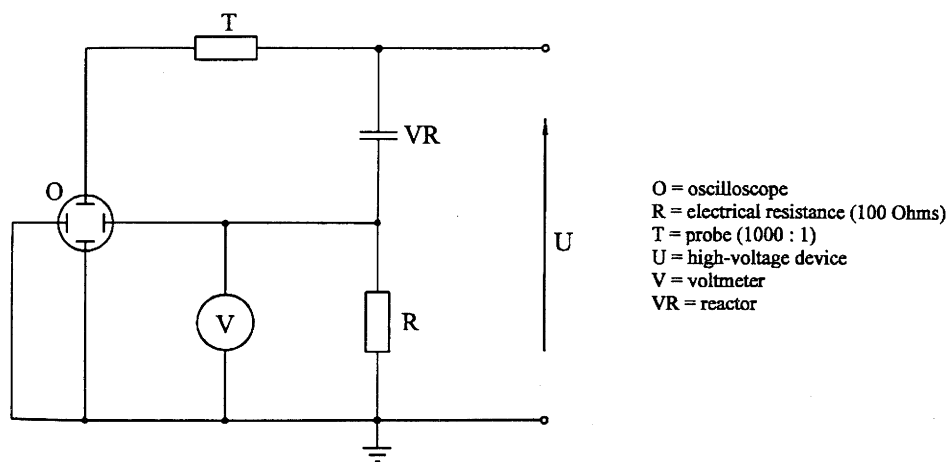 T
VR
O
U
V
R
O = oscilloscope
R = electrical resistance (100 Ohms)
T = probe (1000 : 1)
U = high-voltage device
V = voltmeter
VR = reactor